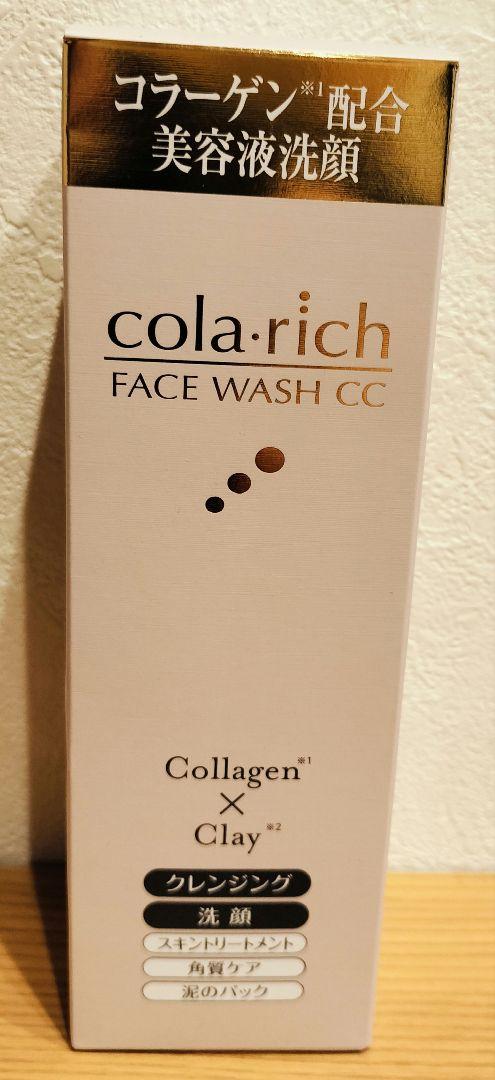 コラーゲン※1配合
美容液洗顔
cola・rich
FACE WASH CC
Collagen※1
×
Clay※2
クレンジング
洗顔
スキントリートメント
角質ケア
泥のパック